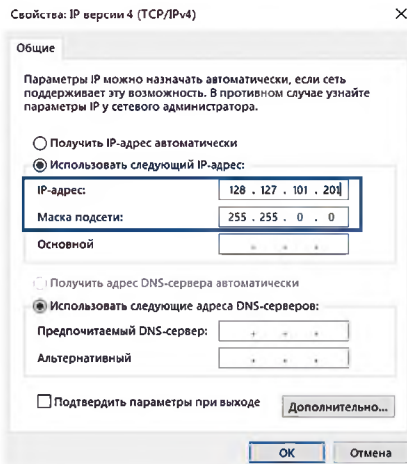 Свойства: IP версии 4 (TCP/IPv4)
Общие
Параметры IP можно назначать автоматически, если сеть
поддерживает эту возможность. В противном случае узнайте
параметры IP у сетевого администратора.
Получить IP-адрес автоматически
Использовать следующий IP-адрес:
IP-адрес: 128 . 127 . 101 . 201
Маска подсети: 255 . 255 . 0 . 0
Основной . . .
Получить адрес DNS-сервера автоматически
Использовать следующие адреса DNS-серверов:
Предпочитаемый DNS-сервер: . . .
Альтернативный . . .
Подтвердить параметры при выходе
Дополнительно...
OK Отмена